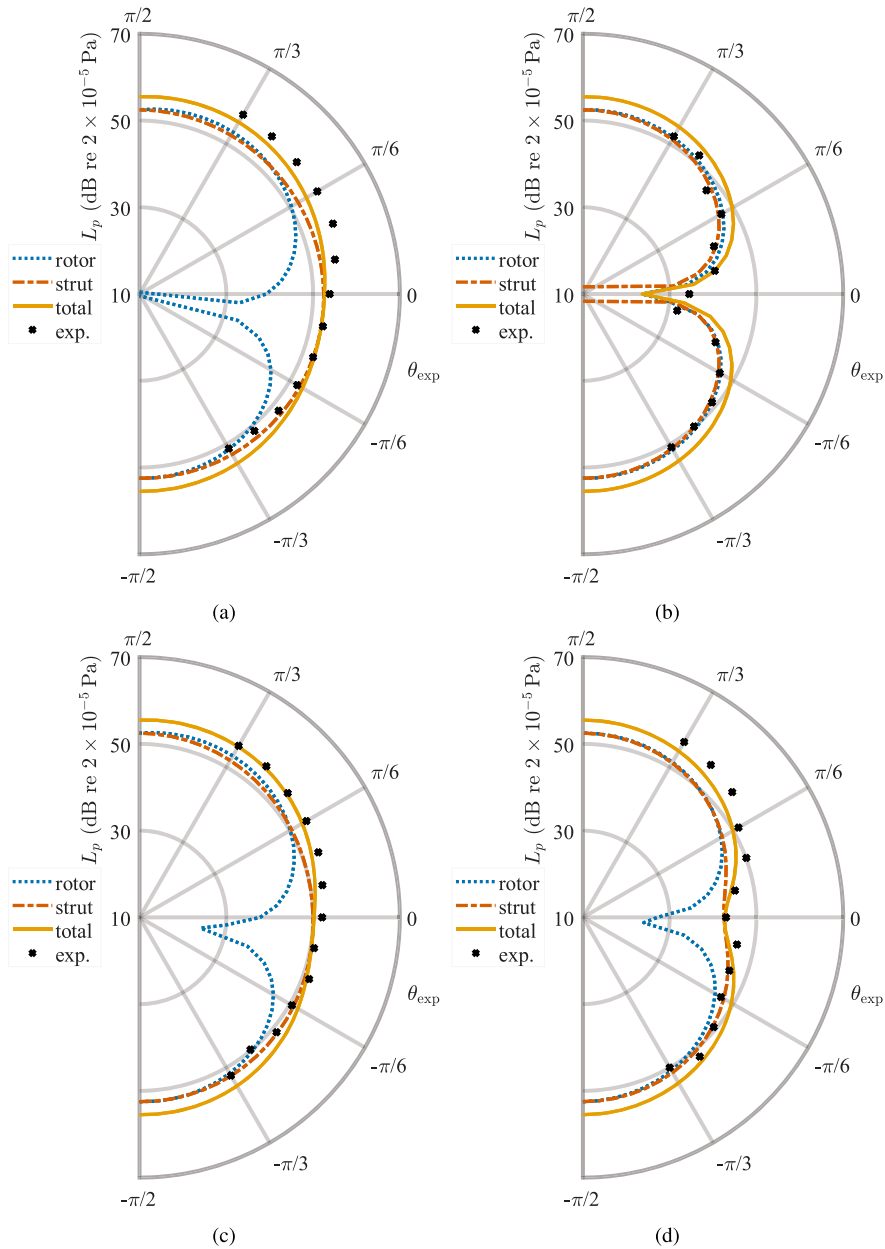 π/2
70
π/3
50
π/6
30
L_p (dB re 2 × 10^{-5} Pa)
rotor
strut
total
exp.
10
0
θ_exp
-π/6
-π/3
-π/2
(a)
π/2
70
π/3
50
π/6
30
L_p (dB re 2 × 10^{-5} Pa)
rotor
strut
total
exp.
10
0
θ_exp
-π/6
-π/3
-π/2
(b)
π/2
70
π/3
50
π/6
30
L_p (dB re 2 × 10^{-5} Pa)
rotor
strut
total
exp.
10
0
θ_exp
-π/6
-π/3
-π/2
(c)
π/2
70
π/3
50
π/6
30
L_p (dB re 2 × 10^{-5} Pa)
rotor
strut
total
exp.
10
0
θ_exp
-π/6
-π/3
-π/2
(d)